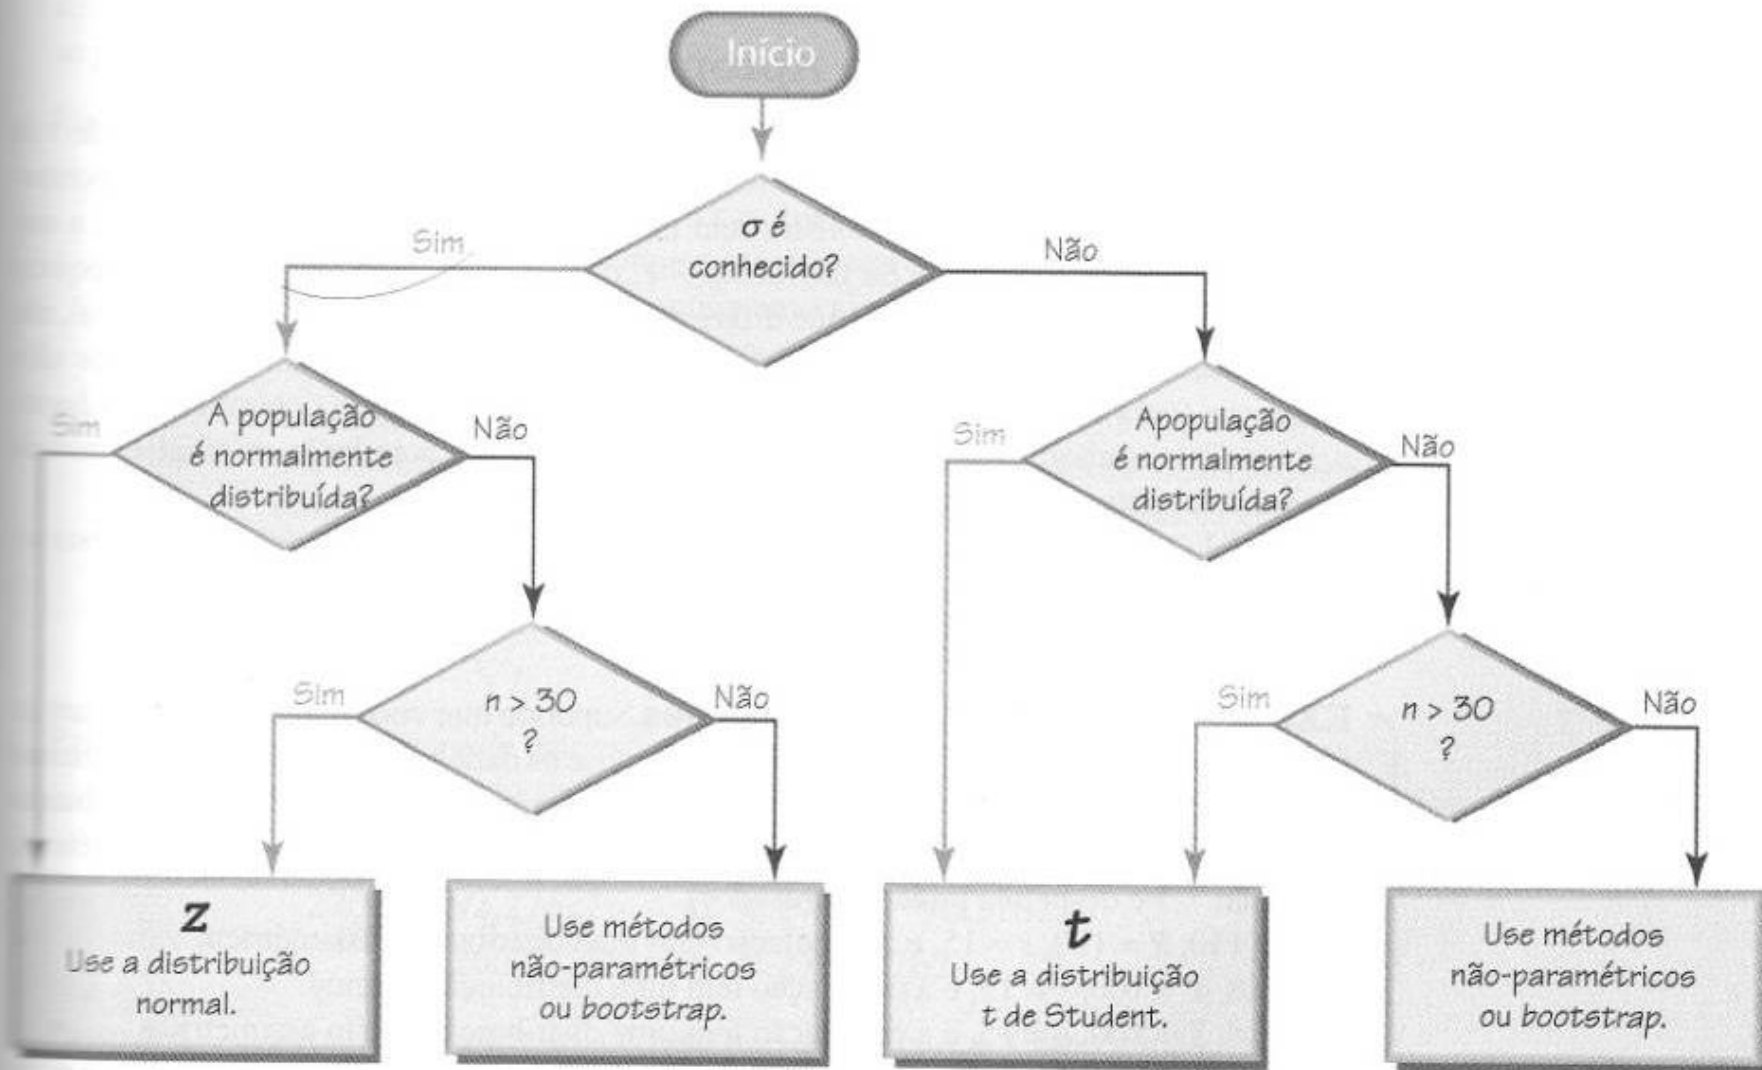 Início
σ é
conhecido?
Sim
Não
A população
é normalmente
distribuída?
Sim
Não
Apopulação
é normalmente
distribuída?
Sim
Não
n > 30
?
Sim
Não
n > 30
?
Sim
Não
z
Use a distribuição
normal.
Use métodos
não-paramétricos
ou bootstrap.
t
Use a distribuição
t de Student.
Use métodos
não-paramétricos
ou bootstrap.